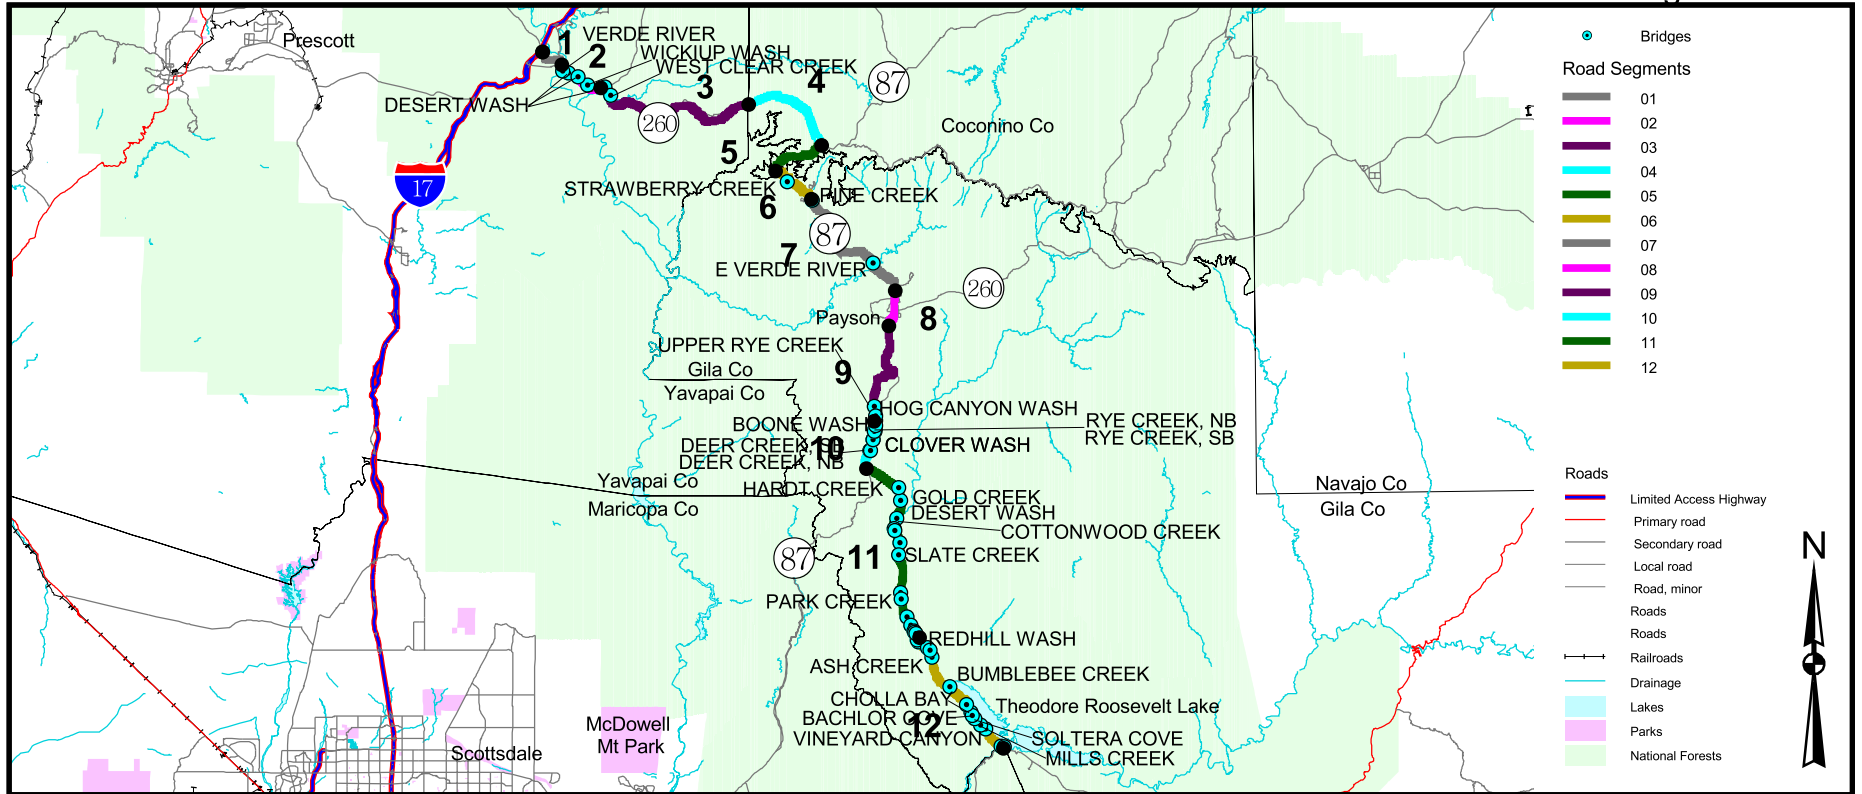 Prescott
1
VERDE RIVER
2
WICKIUP WASH
WEST CLEAR CREEK
3
4
87
DESERT WASH
260
Coconino Co
17
5
STRAWBERRY CREEK
PINE CREEK
6
87
7
E VERDE RIVER
260
Payson
8
UPPER RYE CREEK
Gila Co
Yavapai Co
9
HOG CANYON WASH
BOONE WASH
RYE CREEK, NB
RYE CREEK, SB
DEER CREEK, SB
10
CLOVER WASH
DEER CREEK, NB
Yavapai Co
Maricopa Co
HARDT CREEK
GOLD CREEK
DESERT WASH
COTTONWOOD CREEK
Navajo Co
Gila Co
87
11
SLATE CREEK
PARK CREEK
REDHILL WASH
ASH CREEK
BUMBLEBEE CREEK
CHOLLA BAY
Theodore Roosevelt Lake
BACHLOR COVE
12
VINEYARD CANYON
SOLTERA COVE
MILLS CREEK
McDowell
Mt Park
Scottsdale
Bridges
Road Segments
01
02
03
04
05
06
07
08
09
10
11
12
Roads
Limited Access Highway
Primary road
Secondary road
Local road
Road, minor
Roads
Roads
Railroads
Drainage
Lakes
Parks
National Forests
N